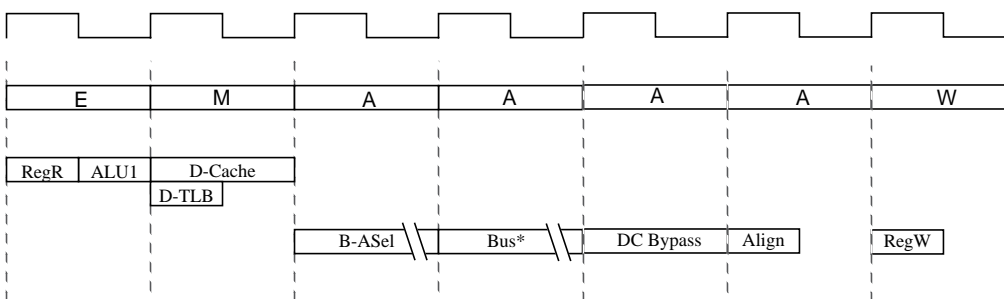 E M A A A A W
RegR ALU1 D-Cache
D-TLB
B-ASel Bus* DC Bypass Align RegW